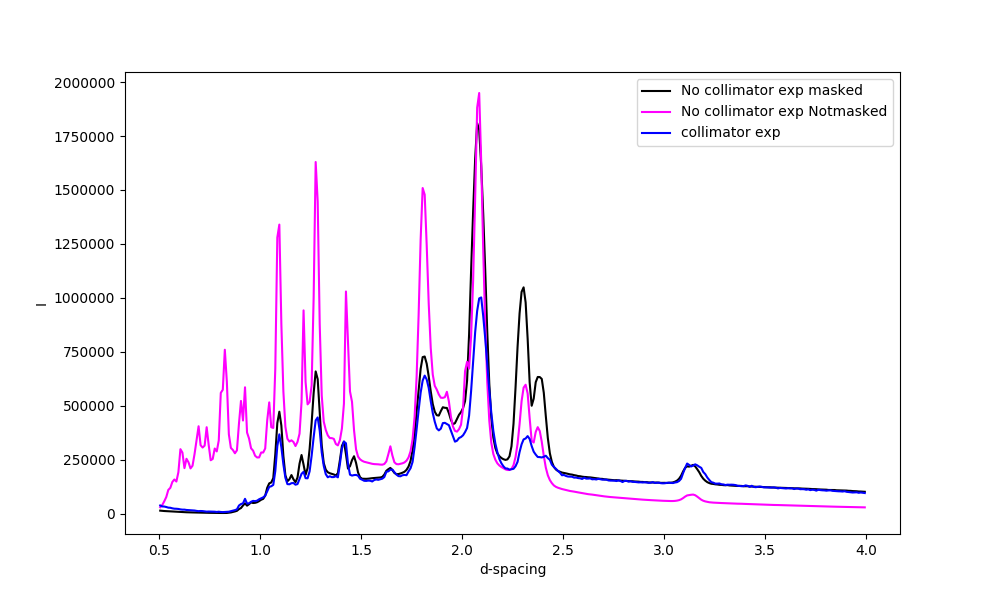 No collimator exp masked
No collimator exp Notmasked
collimator exp
2000000
1750000
1500000
1250000
1000000
750000
500000
250000
0
I
0.5 1.0 1.5 2.0 2.5 3.0 3.5 4.0
d-spacing